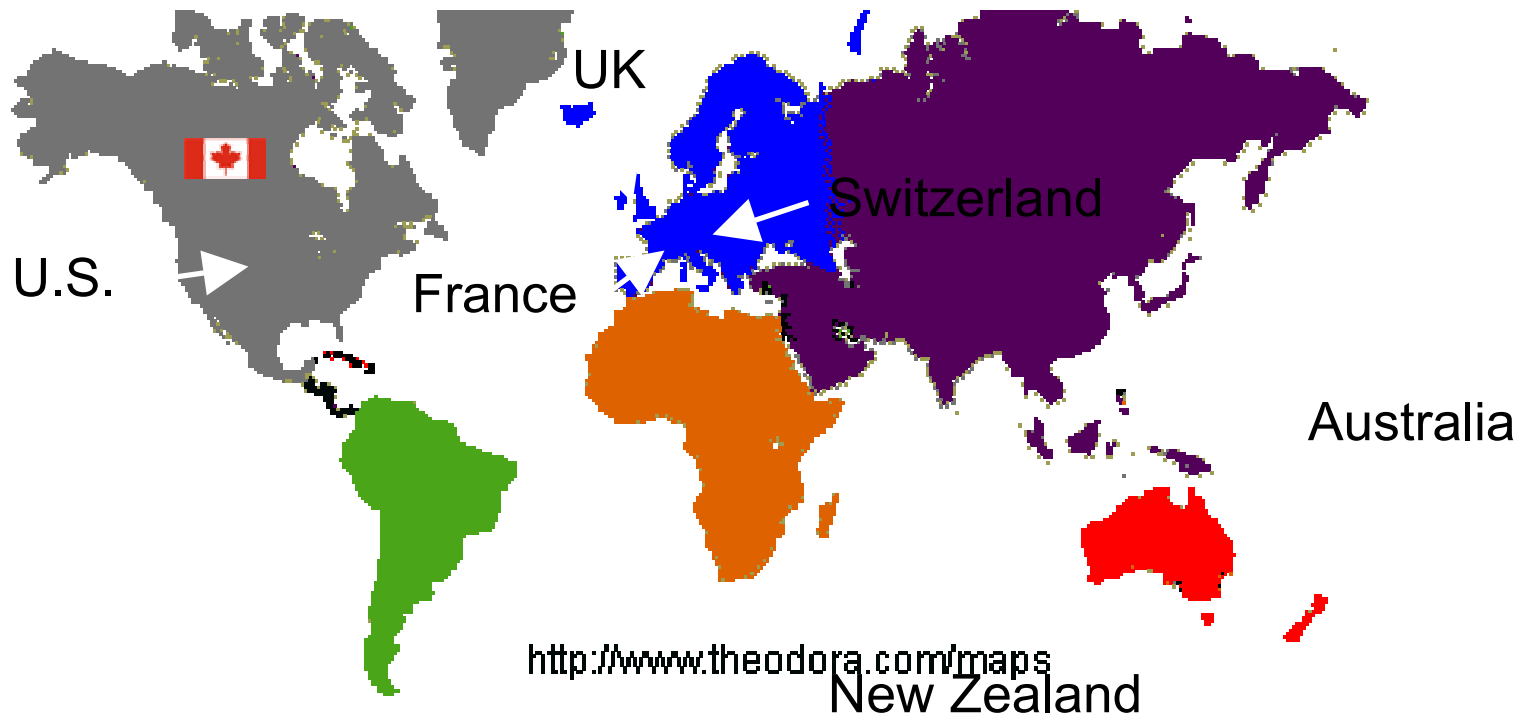 UK
Switzerland
U.S.
France
Australia
http://www.theodora.com/maps
New Zealand